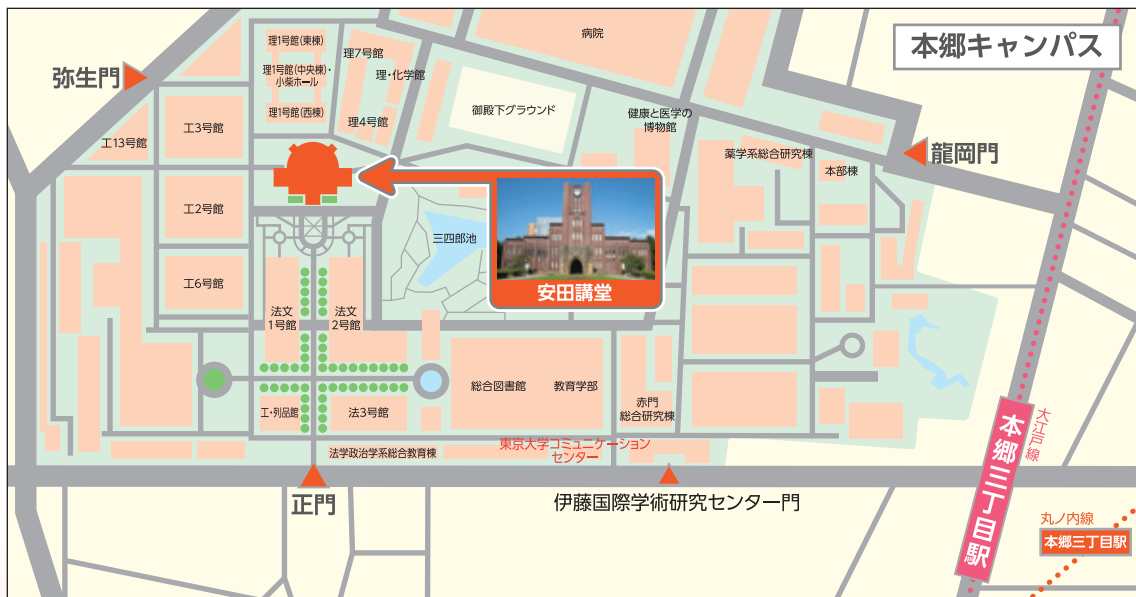 本郷キャンパス
病院
理1号館(東棟)
理7号館
理1号館(中央棟)・
小柴ホール
理・化学館
弥生門
理1号館(西棟)
理4号館
御殿下グラウンド
健康と医学の
博物館
工3号館
工13号館
薬学系総合研究棟
龍岡門
本部棟
工2号館
三四郎池
安田講堂
工6号館
法文
1号館
法文
2号館
総合図書館
教育学部
工・列品館
法3号館
赤門
総合研究棟
東京大学コミュニケーション
センター
法学政治学系総合教育棟
正門
伊藤国際学術研究センター門
大江戸線
本郷三丁目駅
丸ノ内線
本郷三丁目駅